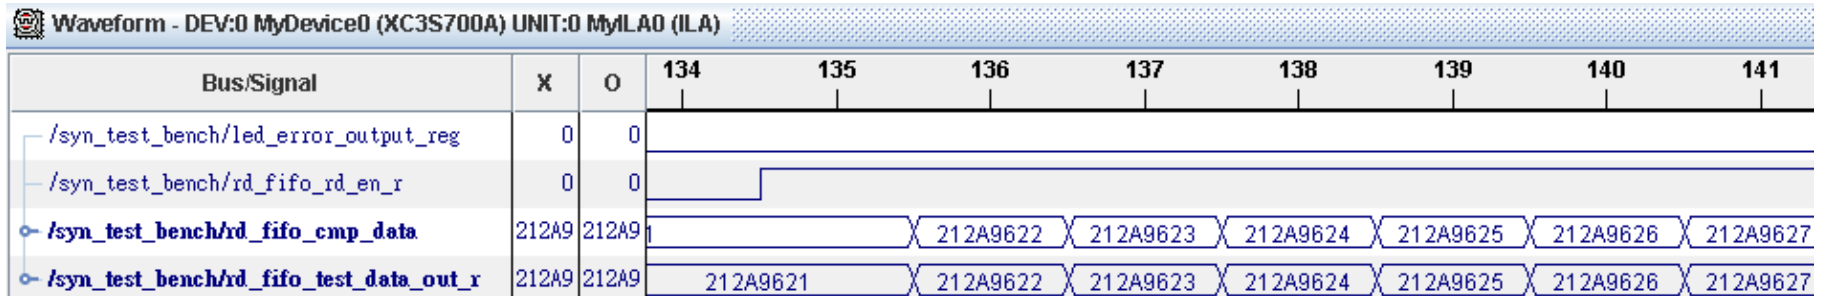 Waveform - DEV:0 MyDevice0 (XC3S700A) UNIT:0 MyILA0 (ILA)
Bus/Signal X O 134 135 136 137 138 139 140 141
/syn_test_bench/led_error_output_reg 0 0
/syn_test_bench/rd_fifo_rd_en_r 0 0
/syn_test_bench/rd_fifo_cmp_data 212A9 212A9 212A9622 212A9623 212A9624 212A9625 212A9626 212A9627
/syn_test_bench/rd_fifo_test_data_out_r 212A9 212A9 212A9621 212A9622 212A9623 212A9624 212A9625 212A9626 212A9627